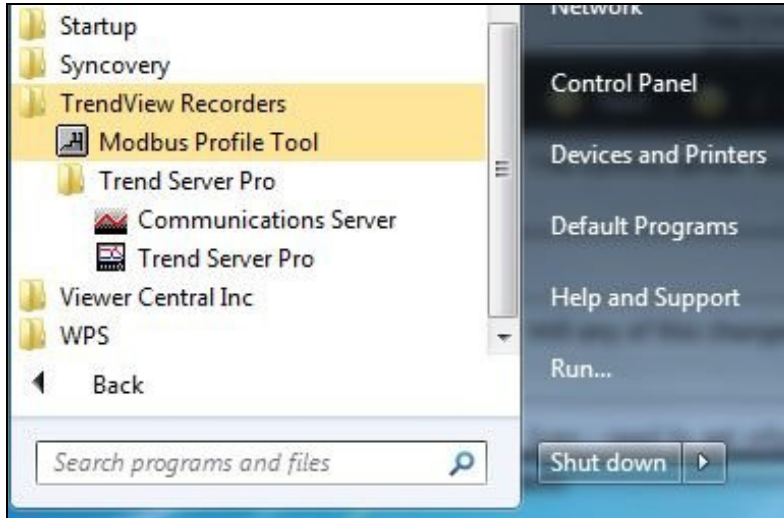 Startup
Syncovery
TrendView Recorders
Modbus Profile Tool
Trend Server Pro
Communications Server
Trend Server Pro
Viewer Central Inc
WPS
Back
Search programs and files
Network
Control Panel
Devices and Printers
Default Programs
Help and Support
Run...
Shut down